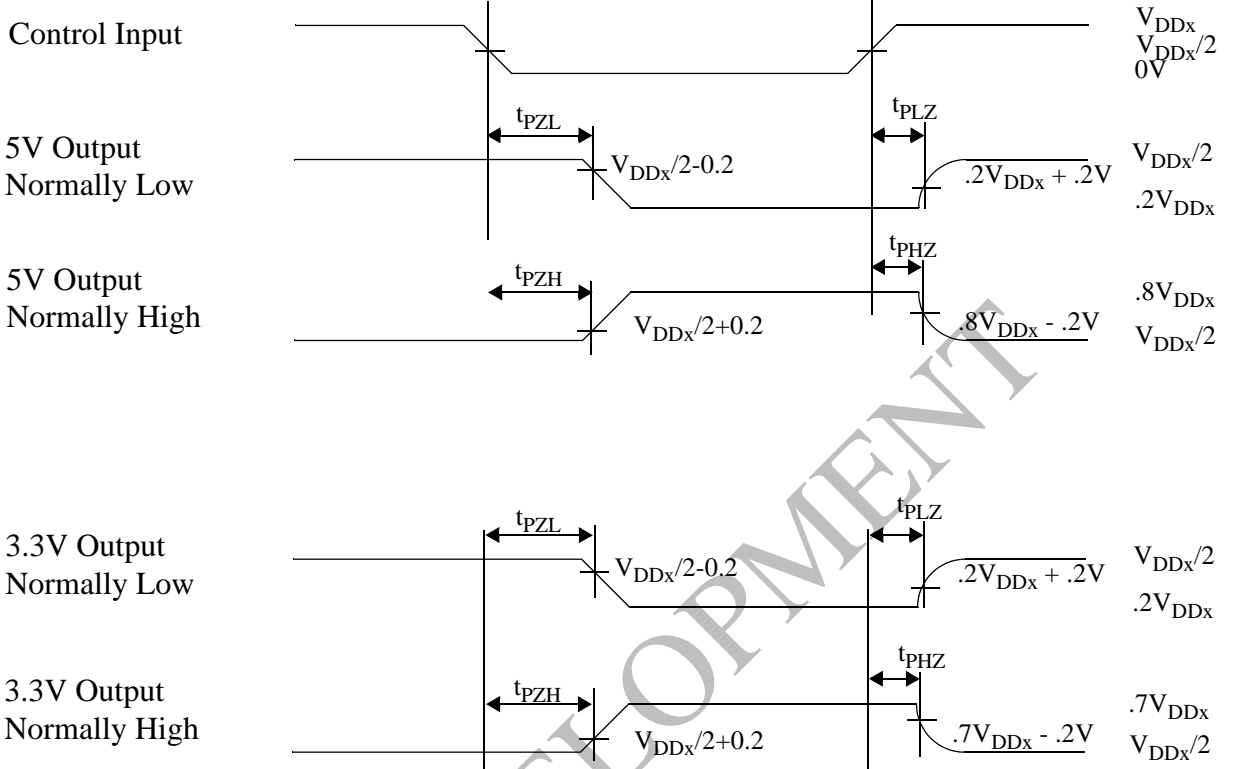 Control Input
V_DDx
V_DDx/2
0V
5V Output
Normally Low
t_PZL
V_DDx/2-0.2
t_PLZ
.2V_DDx + .2V
V_DDx/2
.2V_DDx
5V Output
Normally High
t_PZH
V_DDx/2+0.2
t_PHZ
.8V_DDx - .2V
.8V_DDx
V_DDx/2
3.3V Output
Normally Low
t_PZL
V_DDx/2-0.2
t_PLZ
.2V_DDx + .2V
V_DDx/2
.2V_DDx
3.3V Output
Normally High
t_PZH
V_DDx/2+0.2
t_PHZ
.7V_DDx - .2V
.7V_DDx
V_DDx/2
ELOPMENT